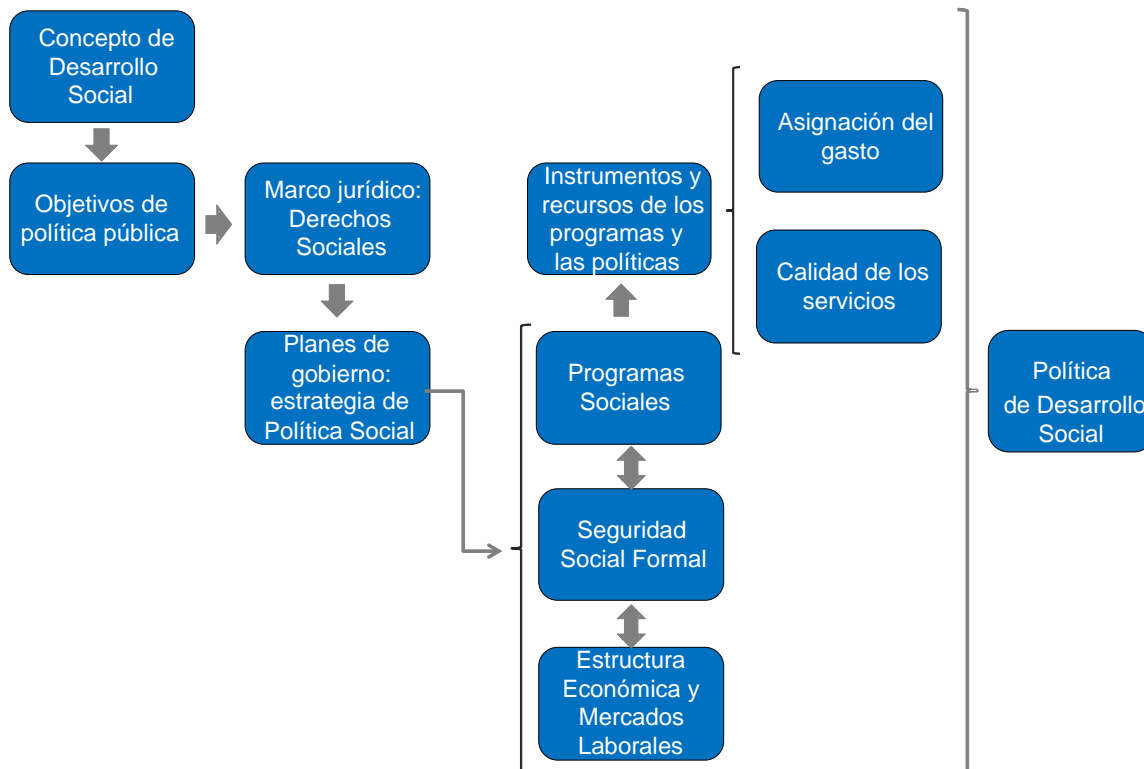 Concepto de
Desarrollo
Social
Objetivos de
política pública
Marco jurídico:
Derechos
Sociales
Planes de
gobierno:
estrategia de
Política Social
Instrumentos y
recursos de los
programas y
las políticas
Programas
Sociales
Seguridad
Social Formal
Estructura
Económica y
Mercados
Laborales
Asignación del
gasto
Calidad de los
servicios
Política
de Desarrollo
Social